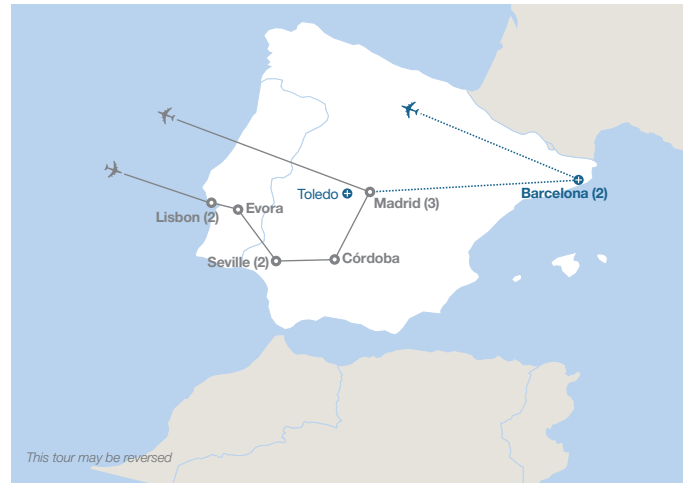 Toledo
Madrid (3)
Barcelona (2)
Evora
Lisbon (2)
Seville (2)
Córdoba
This tour may be reversed